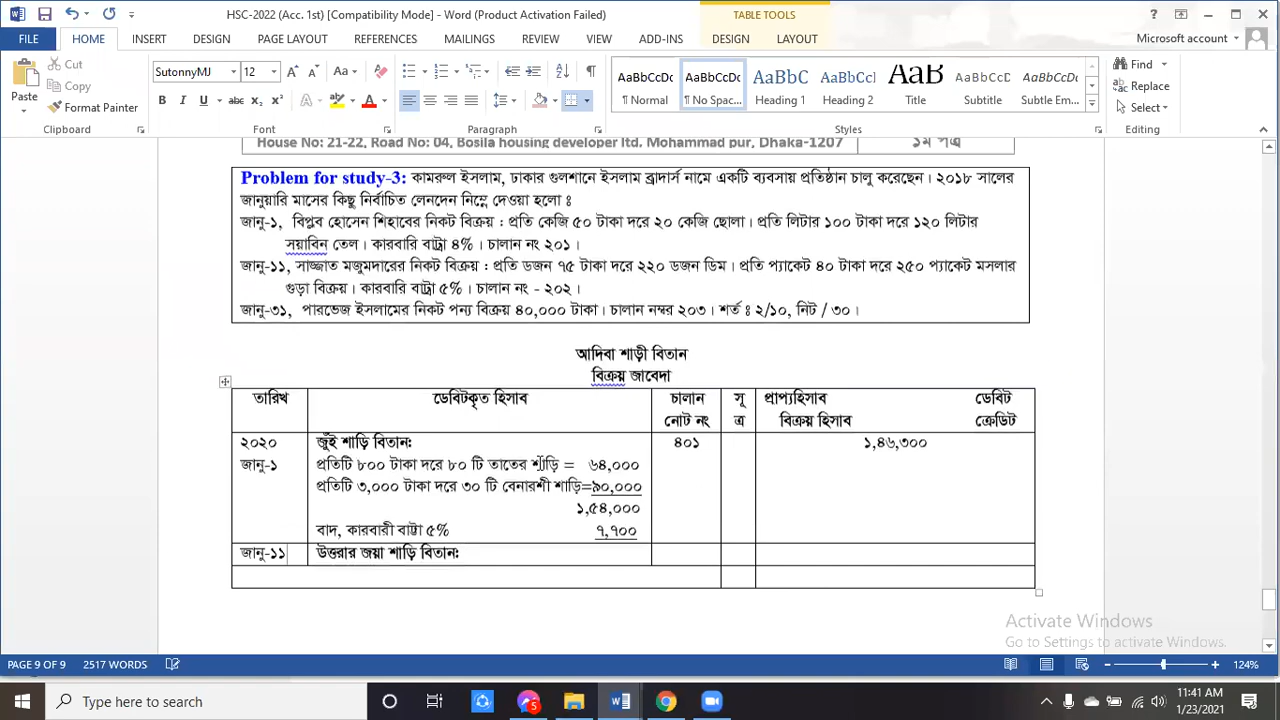 HSC-2022 (Acc. 1st) [Compatibility Mode] - Word (Product Activation Failed)
TABLE TOOLS
FILE HOME INSERT DESIGN PAGE LAYOUT REFERENCES MAILINGS REVIEW VIEW ADD-INS DESIGN LAYOUT Microsoft account
Cut
Copy
Format Painter
Paste
Clipboard
SutonnyMJ 12
Font
Paragraph
AaBbCcDc AaBbCcDc AaBbC AaBbCc AaB AaBbCcD AaBbCcDc
¶ Normal ¶ No Spac... Heading Heading 2 Title Subtitle Subtle Em...
Styles
Find
Replace
Select
Editing
House No: 21-22, Road No: 04, Bosila housing developer ltd. Mohammad pur, Dhaka-1207 ১ম পত্র
Problem for study-3: কামরুল ইসলাম, ঢাকার গুলশানে ইসলাম ব্রাদার্স নামে একটি ব্যবসায় প্রতিষ্ঠান চালু করেছেন। ২০১৮ সালের
জানুয়ারি মাসের কিছু নির্বাচিত লেনদেন নিম্নে দেওয়া হলো ঃ
জানু-১, বিপ্লব হোসেন শিহাবের নিকট বিক্রয় : প্রতি কেজি ৫০ টাকা দরে ২০ কেজি ছোলা। প্রতি লিটার ১০০ টাকা দরে ১২০ লিটার
সয়াবিন তেল। কারবারি বাট্রা ৪%। চালান নং ২০১।
জানু-১১, সাজ্জাত মজুমদারের নিকট বিক্রয় : প্রতি ডজন ৭৫ টাকা দরে ২২০ ডজন ডিম। প্রতি প্যাকেট ৪০ টাকা দরে ২৫০ প্যাকেট মসলার
গুড়া বিক্রয়। কারবারি বাট্রা ৫%। চালান নং - ২০২।
জানু-৩১, পারভেজ ইসলামের নিকট পন্য বিক্রয় ৪০,০০০ টাকা। চালান নম্বর ২০৩। শর্ত ঃ ২/১০, নিট / ৩০।
আদিবা শাড়ী বিতান
বিক্রয় জাবেদা
তারিখ ডেবিটকৃত হিসাব চালান সূ প্রাপ্যহিসাব ডেবিট
নোট নং ত্র বিক্রয় হিসাব ক্রেডিট
২০২০ জুঁই শাড়ি বিতান: ৪০১ ১,৪৬,৩০০
জানু-১ প্রতিটি ৮০০ টাকা দরে ৮০ টি তাতের শাড়ি = ৬৪,০০০
প্রতিটি ৩,০০০ টাকা দরে ৩০ টি বেনারশী শাড়ি=৯০,০০০
১,৫৪,০০০
বাদ, কারবারী বাট্টা ৫% ৭,৭০০
জানু-১১ উত্তরার জয়া শাড়ি বিতান:
Activate Windows
Go to Settings to activate Windows.
PAGE 9 OF 9 2517 WORDS 124%
Type here to search 5 11:41 AM
1/23/2021